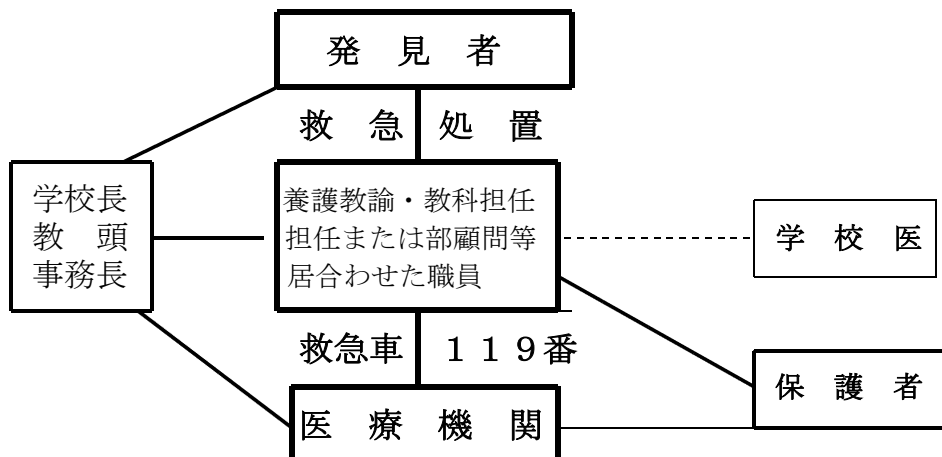 発見者
救急処置
学校長
教頭
事務長
養護教諭・教科担任
担任または部顧問等
居合わせた職員
学校医
救急車 １１９番
保護者
医療機関